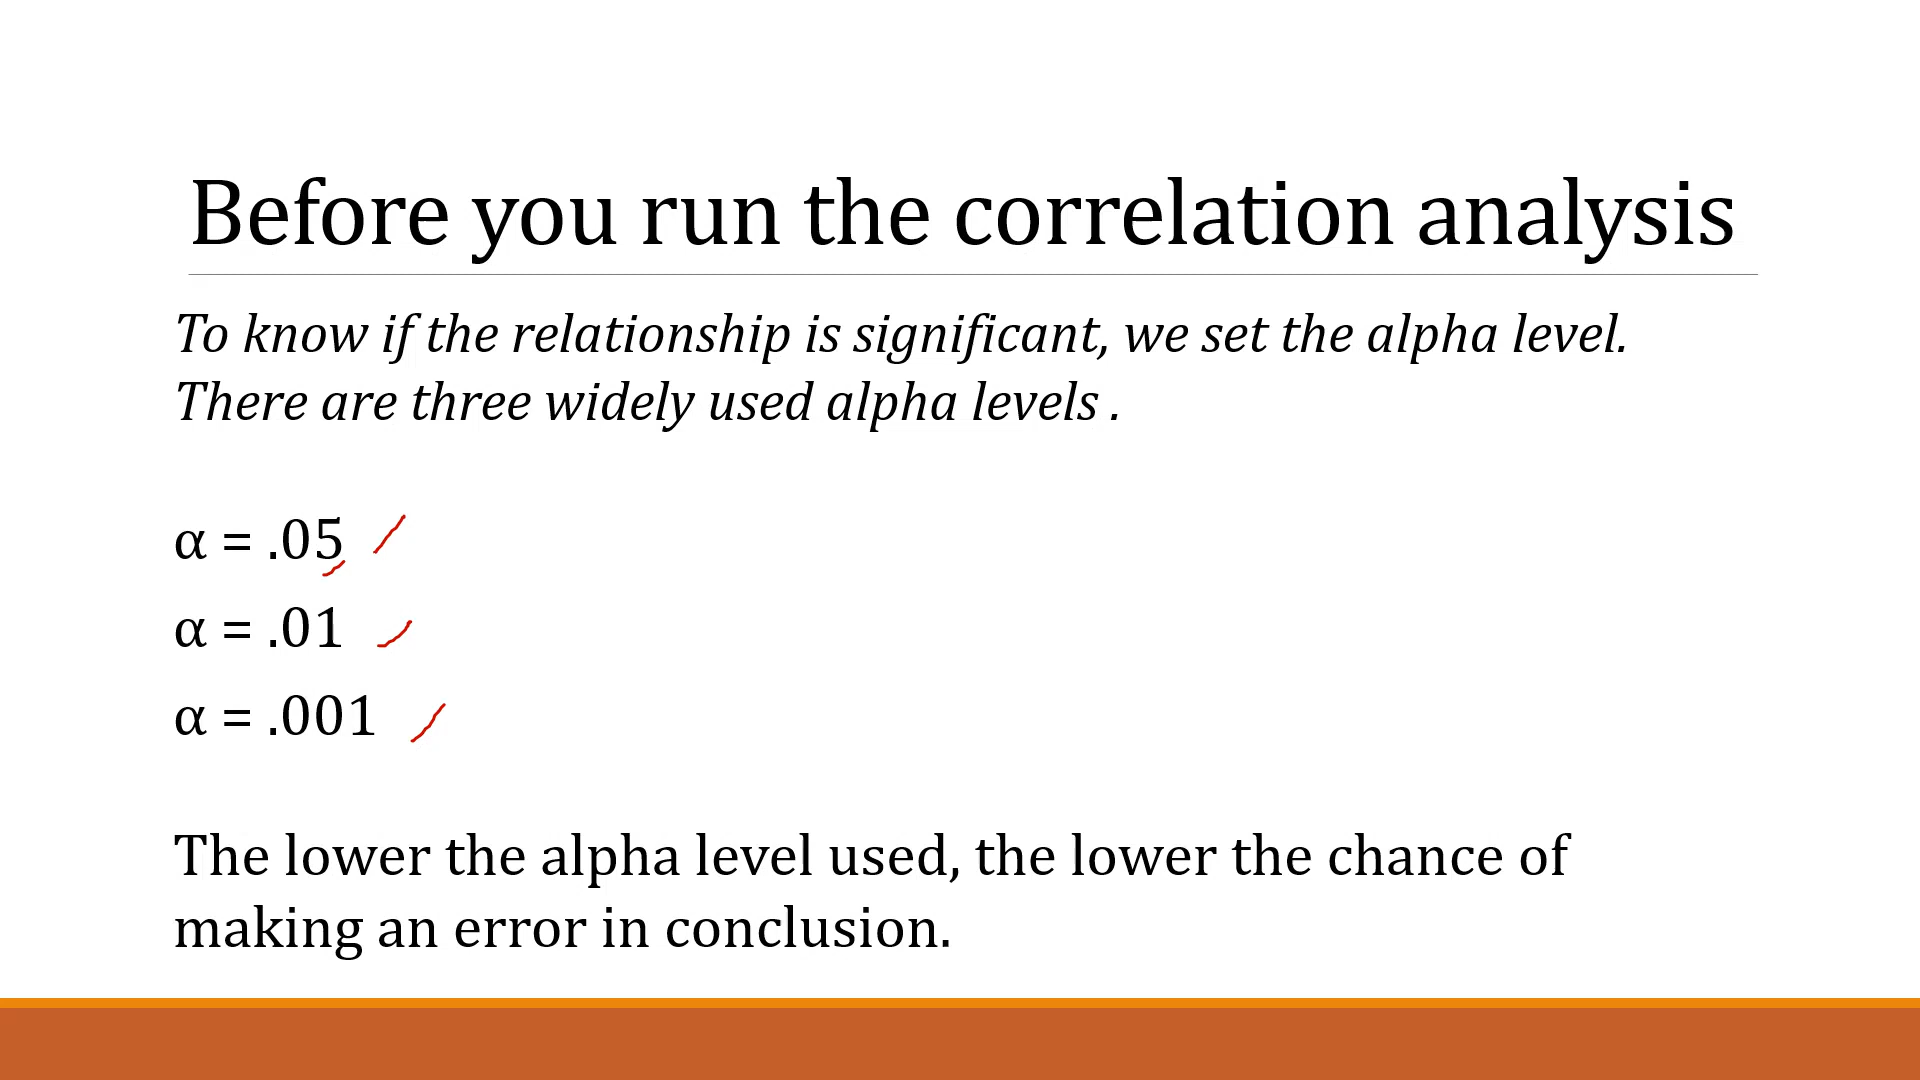 Before you run the correlation analysis
To know if the relationship is significant, we set the alpha level.
There are three widely used alpha levels .
α = .05
α = .01
α = .001
The lower the alpha level used, the lower the chance of
making an error in conclusion.